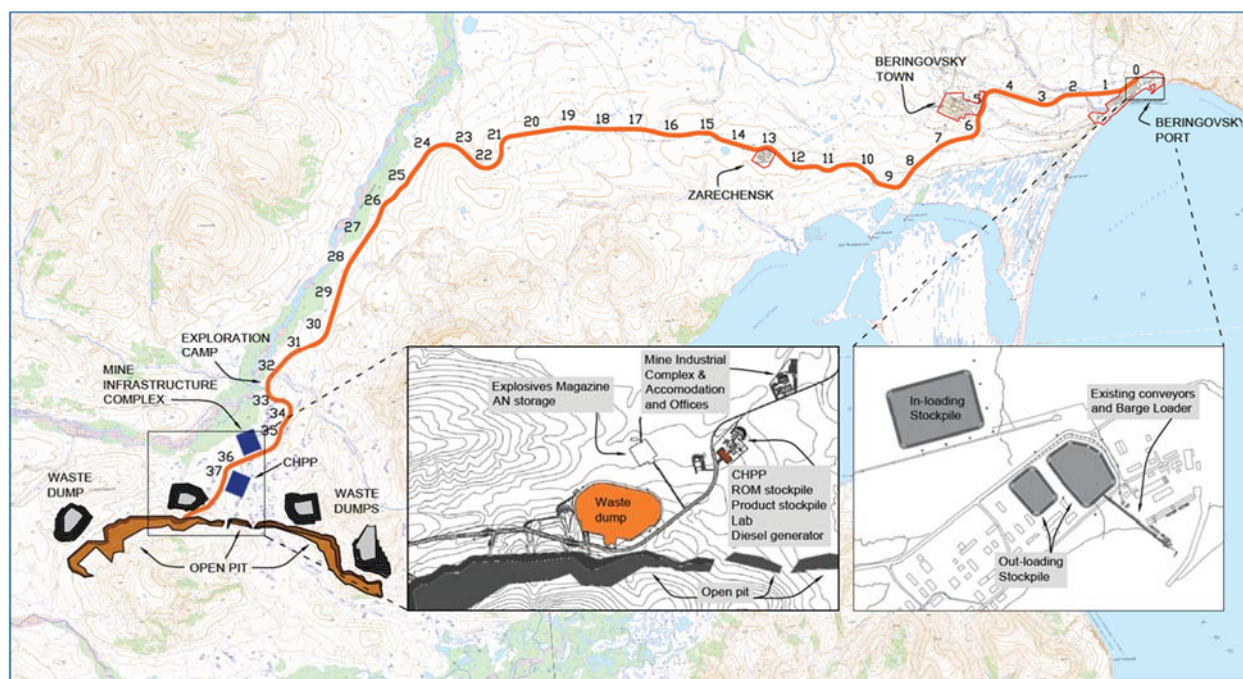 BERINGOVSKY
TOWN
0
1
2
3
4
5
6
7
8
9
10
11
12
13
14
15
16
17
18
19
20
21
22
23
24
25
26
27
28
29
30
31
32
33
34
35
36
37
BERINGOVSKY
PORT
ZARECHENSK
EXPLORATION
CAMP
MINE
INFRASTRUCTURE
COMPLEX
CHPP
WASTE
DUMP
WASTE
DUMPS
OPEN PIT
Explosives Magazine
AN storage
Mine Industrial
Complex &
Accomodation
and Offices
Waste
dump
CHPP
ROM stockpile
Product stockpile
Lab
Diesel generator
Open pit
In-loading
Stockpile
Existing conveyors
and Barge Loader
Out-loading
Stockpile